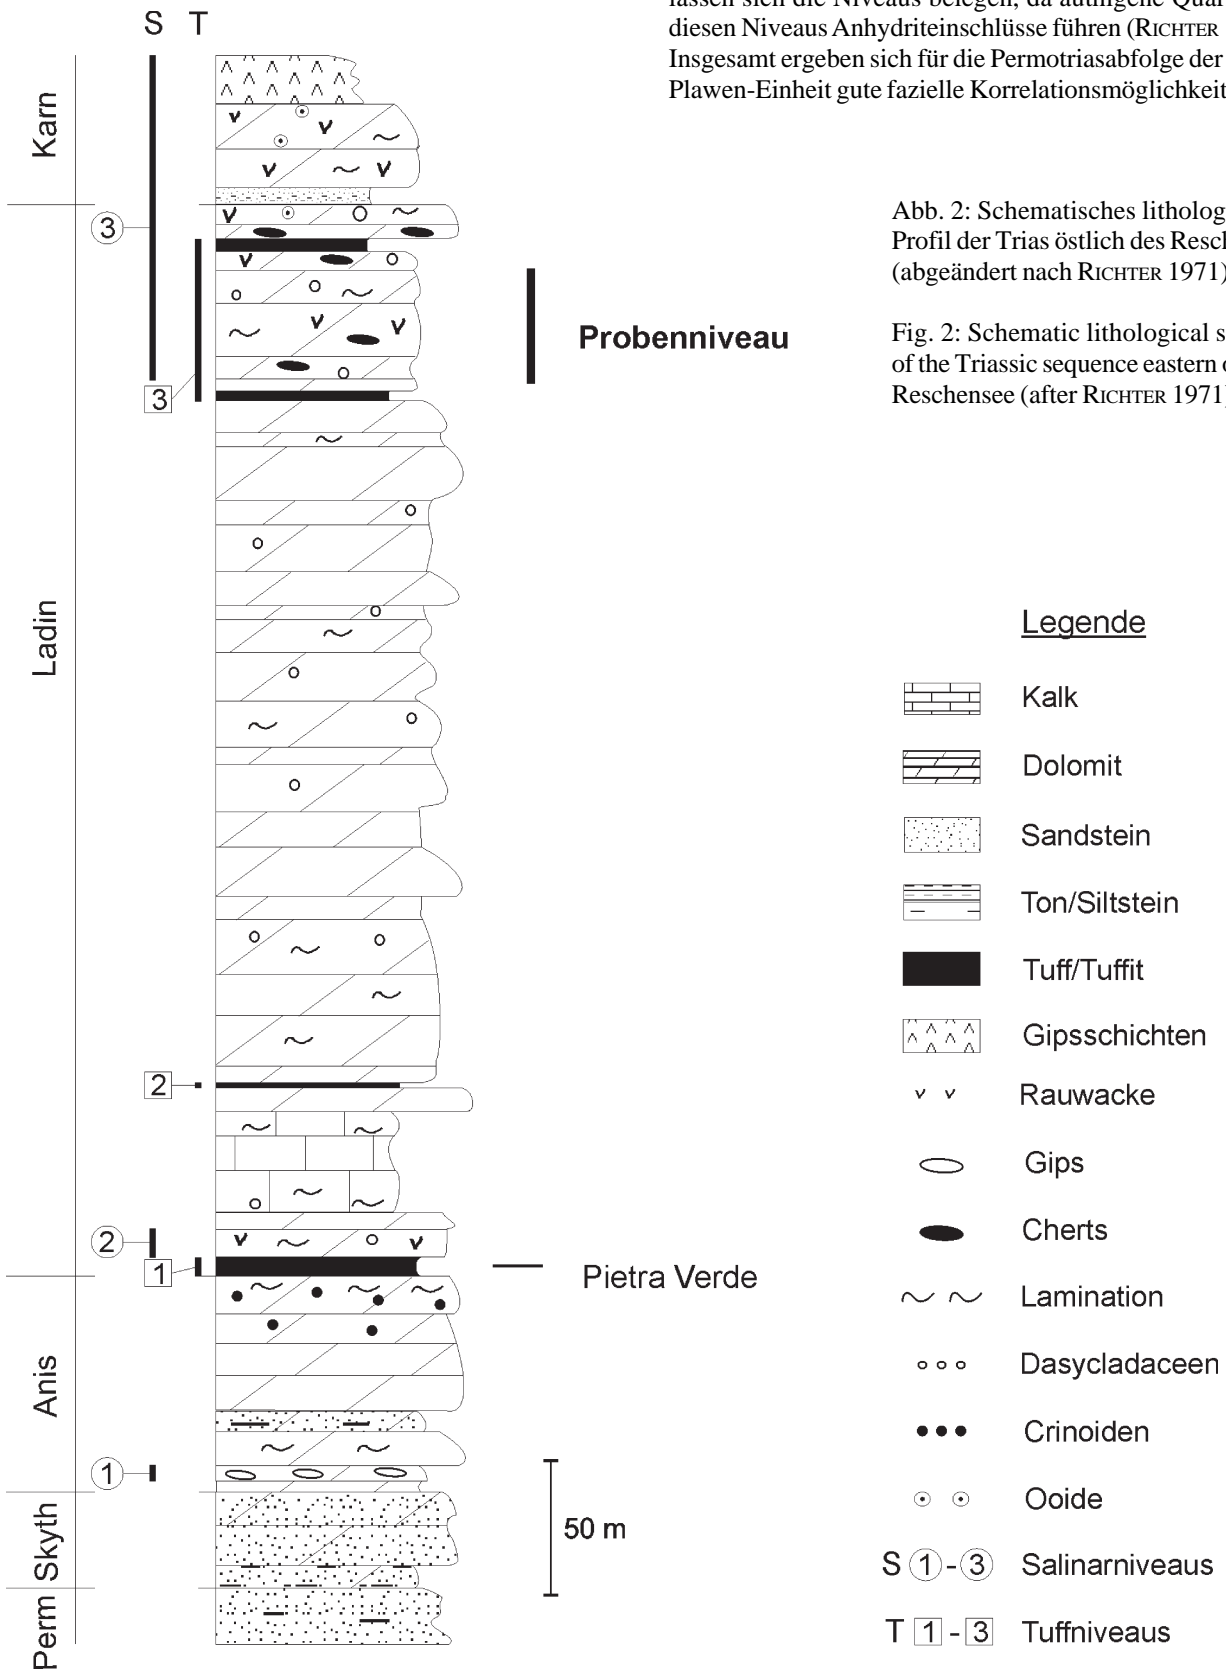 lassen sich die Niveaus belegen, da authigene Quar
diesen Niveaus Anhydriteinschlüsse führen (RICHTER
Insgesamt ergeben sich für die Permotriasabfolge der
Plawen-Einheit gute fazielle Korrelationsmöglichkeit
S T
Karn
3
Abb. 2: Schematisches litholog
Profil der Trias östlich des Resch
(abgeändert nach RICHTER 1971)
Probenniveau
Fig. 2: Schematic lithological s
of the Triassic sequence eastern o
Reschensee (after RICHTER 1971)
3
Ladin
2
2
1
Pietra Verde
Anis
1
Skyth
50 m
Perm
Legende
Kalk
Dolomit
Sandstein
Ton/Siltstein
Tuff/Tuffit
Gipsschichten
Rauwacke
Gips
Cherts
Lamination
Dasycladaceen
Crinoiden
Ooide
S 1 - 3 Salinarniveaus
T 1 - 3 Tuffniveaus